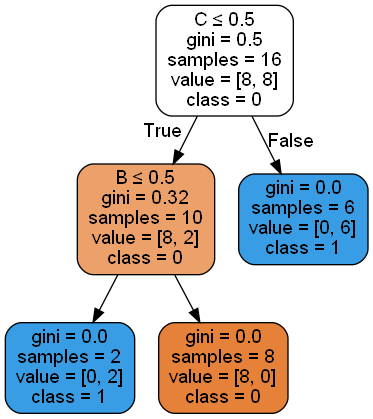 C ≤ 0.5
gini = 0.5
samples = 16
value = [8, 8]
class = 0
True
False
B ≤ 0.5
gini = 0.32
samples = 10
value = [8, 2]
class = 0
gini = 0.0
samples = 6
value = [0, 6]
class = 1
gini = 0.0
samples = 2
value = [0, 2]
class = 1
gini = 0.0
samples = 8
value = [8, 0]
class = 0